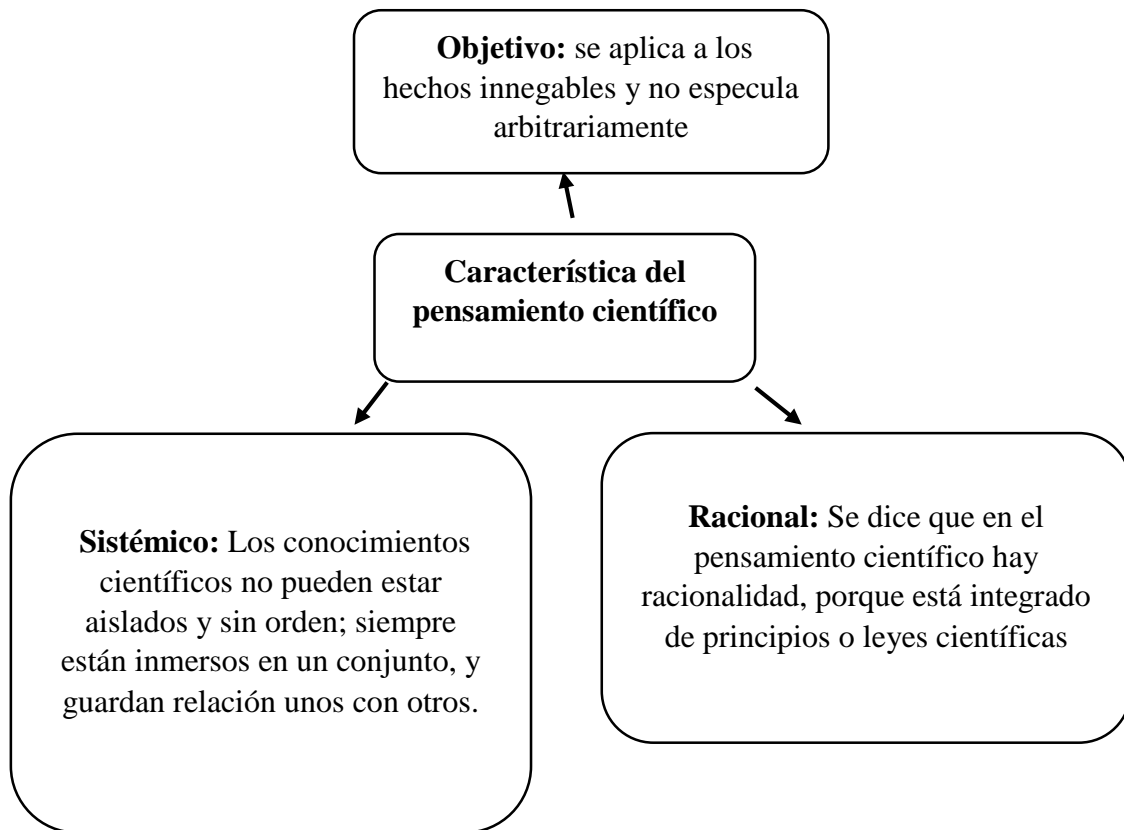 Objetivo: se aplica a los
hechos innegables y no especula
arbitrariamente
Característica del
pensamiento científico
Sistémico: Los conocimientos
científicos no pueden estar
aislados y sin orden; siempre
están inmersos en un conjunto, y
guardan relación unos con otros.
Racional: Se dice que en el
pensamiento científico hay
racionalidad, porque está integrado
de principios o leyes científicas